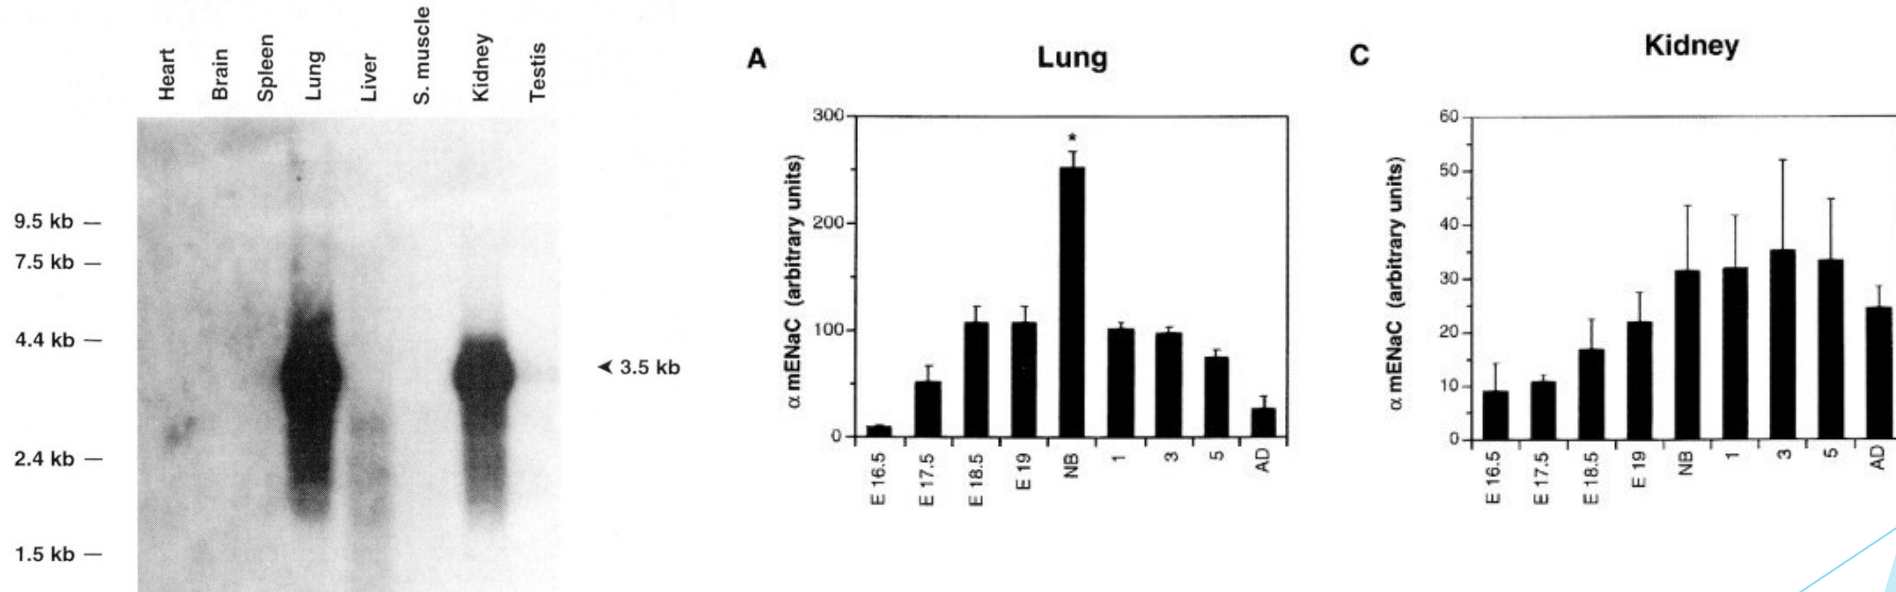 Heart
Brain
Spleen
Lung
Liver
S. muscle
Kidney
Testis
9.5 kb —
7.5 kb —
4.4 kb —
2.4 kb —
1.5 kb —
3.5 kb
A
Lung
α mENaC (arbitrary units)
300
200
100
0
*
E 16.5
E 17.5
E 18.5
E 19
NB
1
3
5
AD
C
Kidney
α mENaC (arbitrary units)
60
50
40
30
20
10
0
E 16.5
E 17.5
E 18.5
E 19
NB
1
3
5
AD